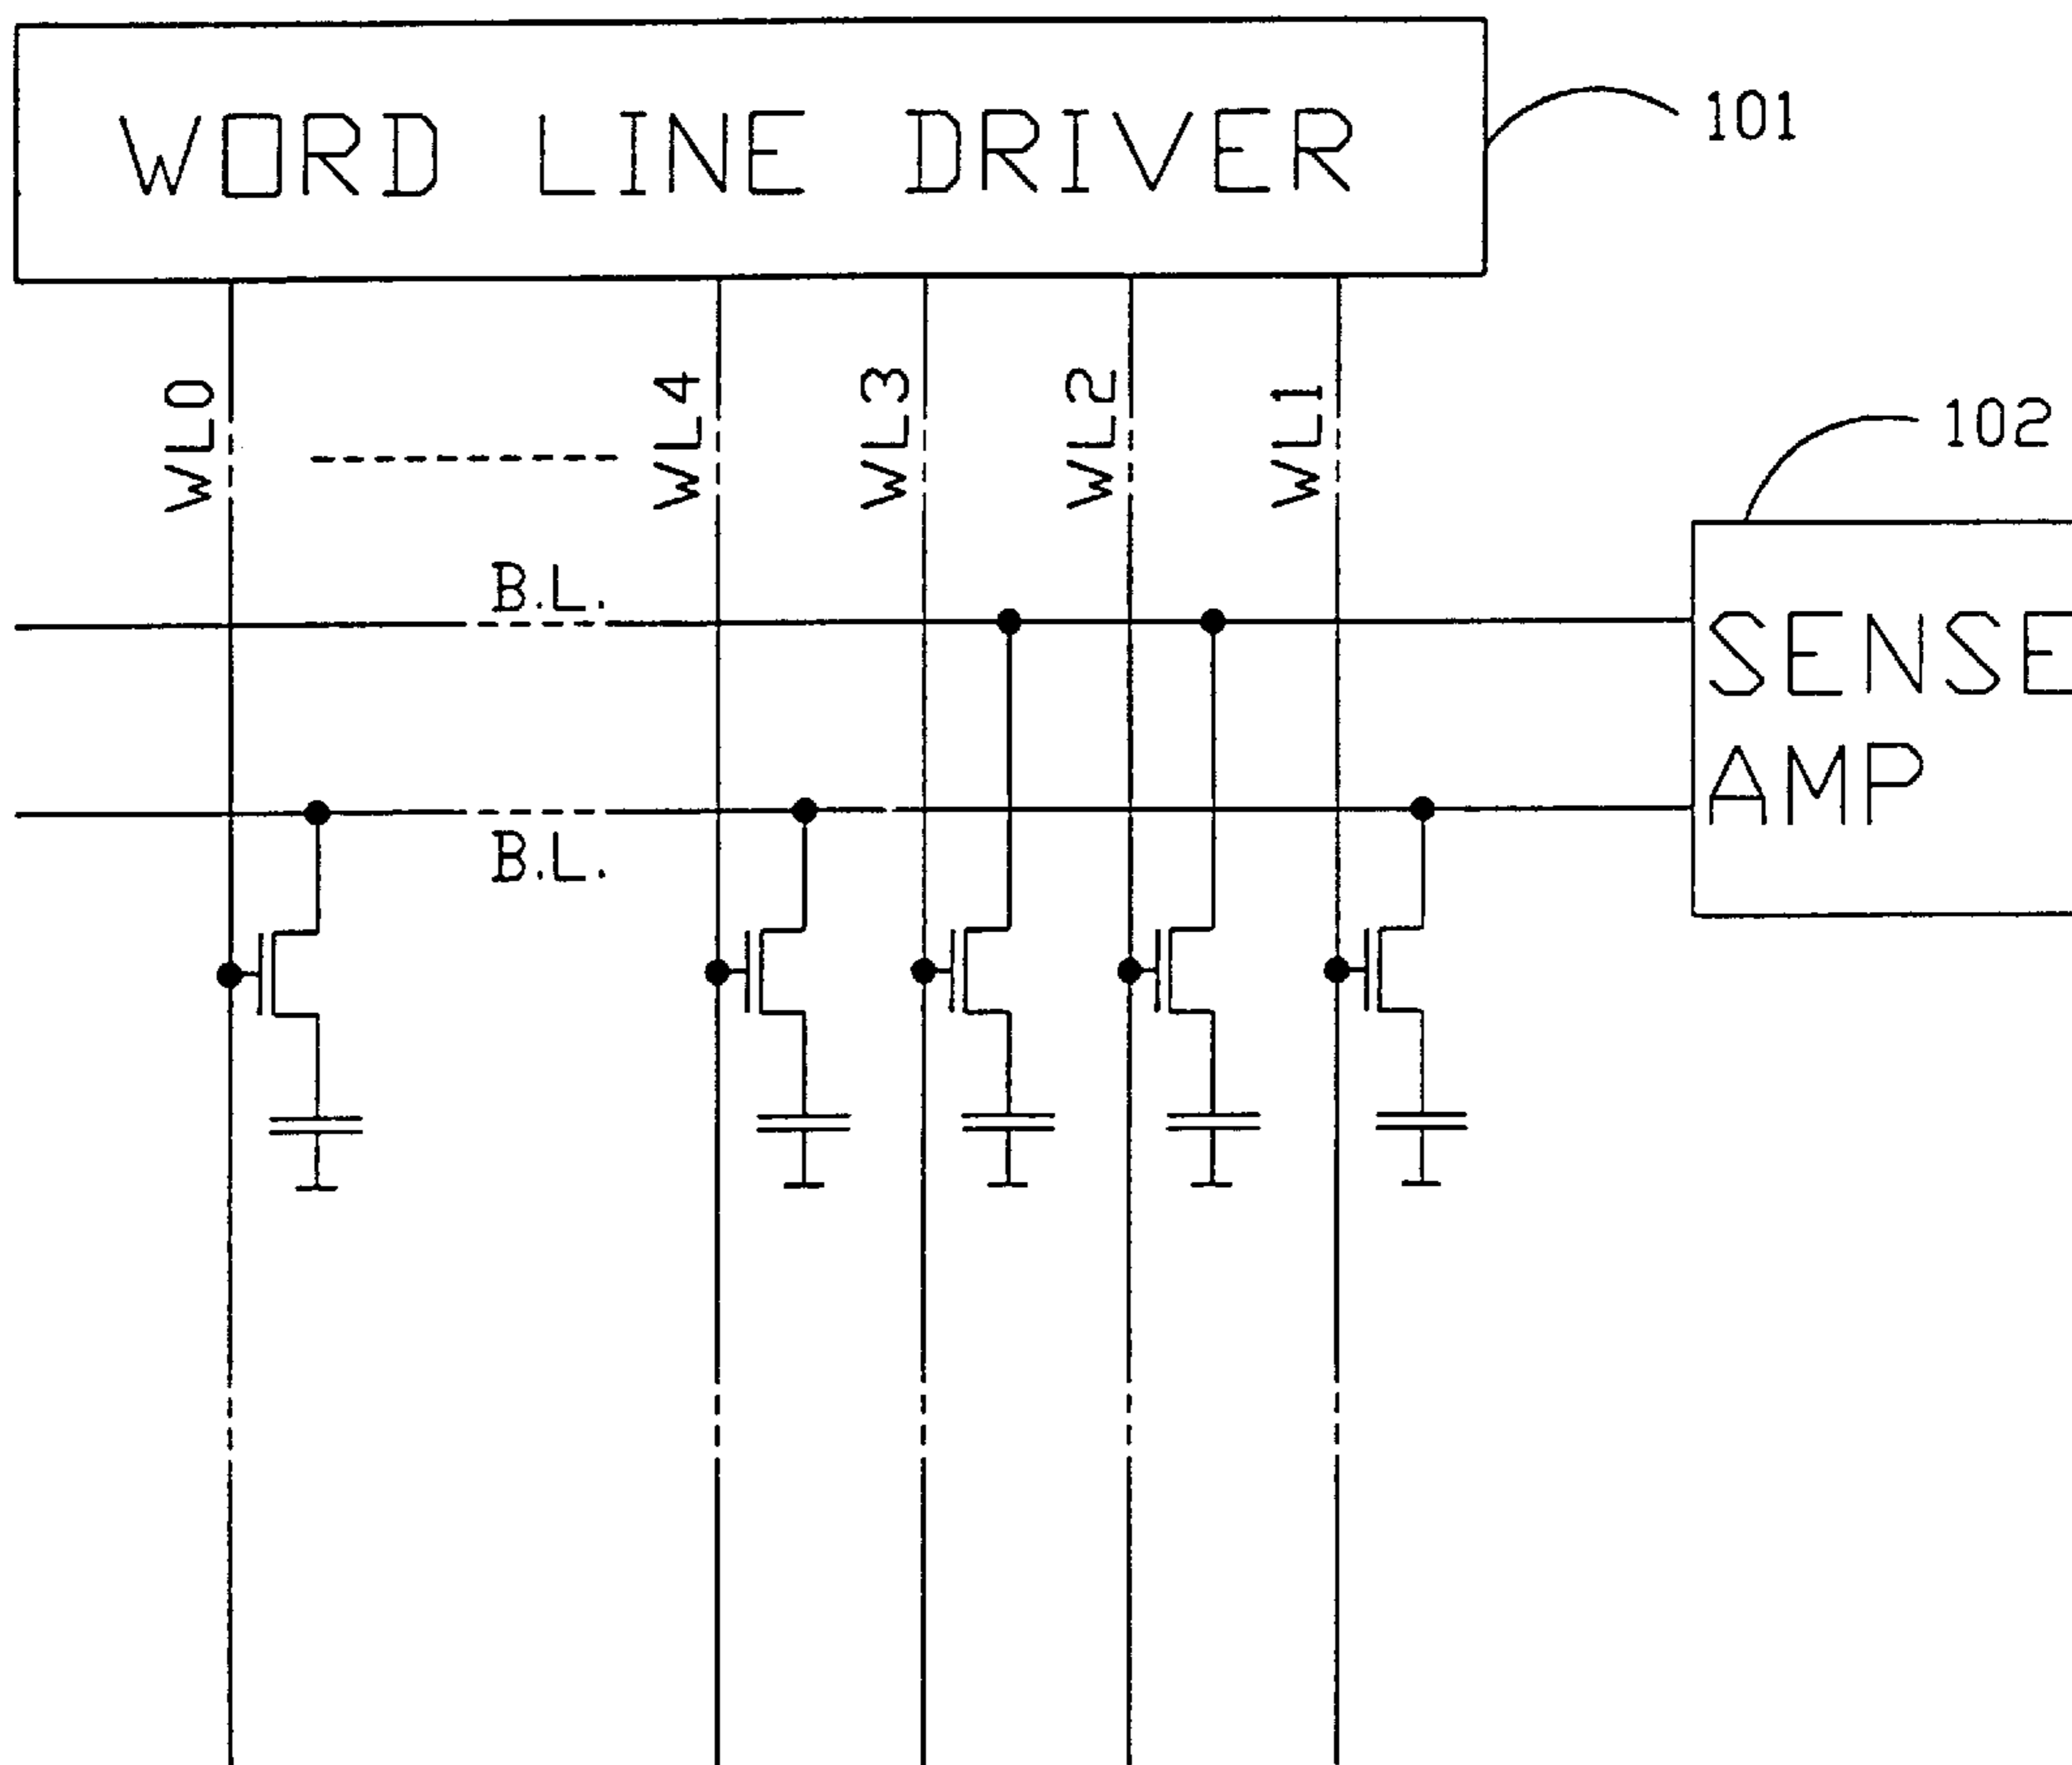 WORD LINE DRIVER
101
WL0
WL4
WL3
WL2
WL1
102
B.L.
SENSE
AMP
B.L.